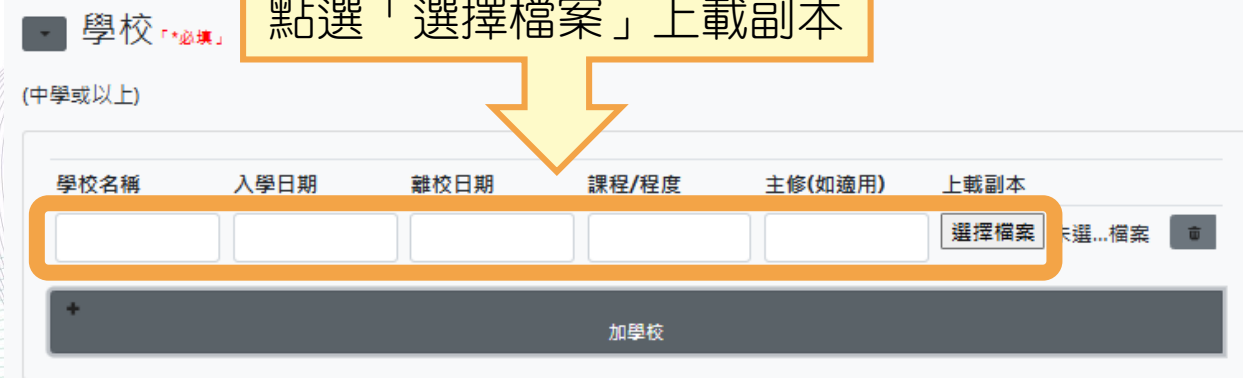 點選「選擇檔案」上載副本
學校「*必填」
(中學或以上)
學校名稱 入學日期 離校日期 課程/程度 主修(如適用) 上載副本
選擇檔案 未選...檔案
+
加學校